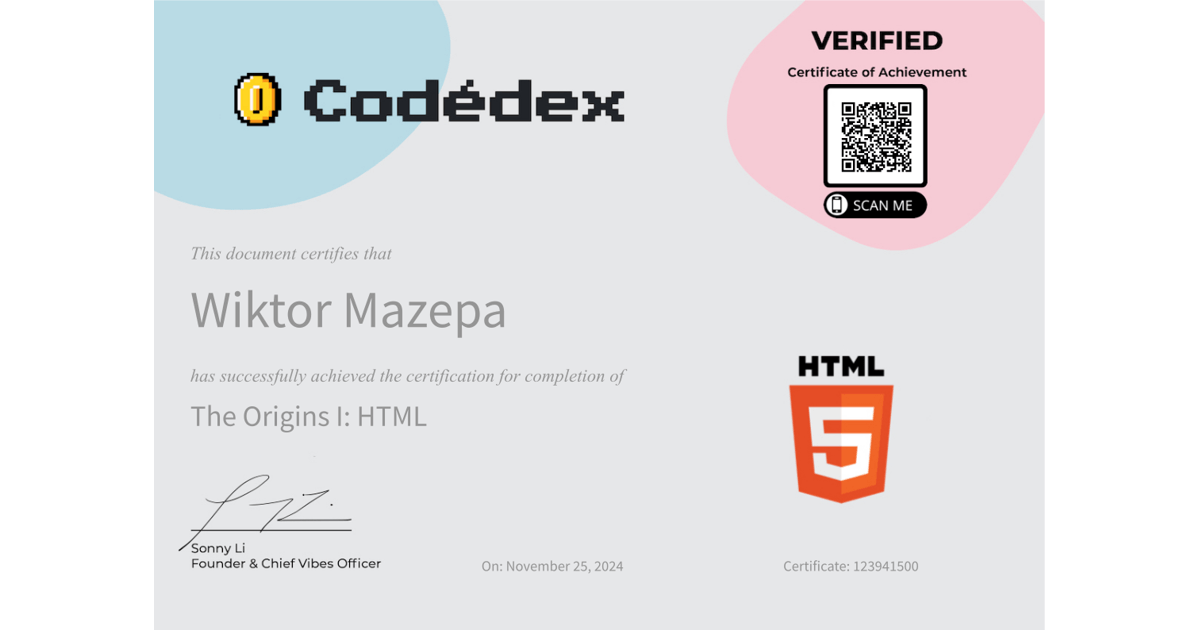 Codédex
VERIFIED
Certificate of Achievement
SCAN ME
This document certifies that
Wiktor Mazepa
has successfully achieved the certification for completion of
The Origins I: HTML
HTML
5
Sonny Li
Founder & Chief Vibes Officer
On: November 25, 2024
Certificate: 123941500